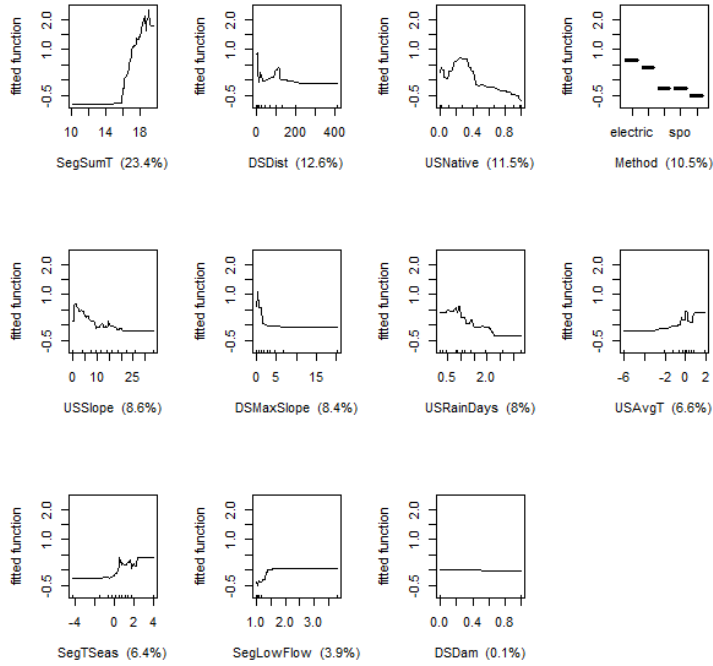 fitted function
2.0
1.0
-0.5
10 14 18
SegSumT (23.4%)
fitted function
2.0
1.0
-0.5
0 200 400
DSDist (12.6%)
fitted function
2.0
1.0
-0.5
0.0 0.4 0.8
USNative (11.5%)
fitted function
2.0
1.0
-0.5
electric spo
Method (10.5%)
fitted function
2.0
1.0
-0.5
0 10 25
USSlope (8.6%)
fitted function
2.0
1.0
-0.5
0 5 15
DSMaxSlope (8.4%)
fitted function
2.0
1.0
-0.5
0.5 2.0
USRainDays (8%)
fitted function
2.0
1.0
-0.5
-6 -2 0 2
USAvgT (6.6%)
fitted function
2.0
1.0
-0.5
-4 0 2 4
SegTSeas (6.4%)
fitted function
2.0
1.0
-0.5
1.0 2.0 3.0
SegLowFlow (3.9%)
fitted function
2.0
1.0
-0.5
0.0 0.4 0.8
DSDam (0.1%)